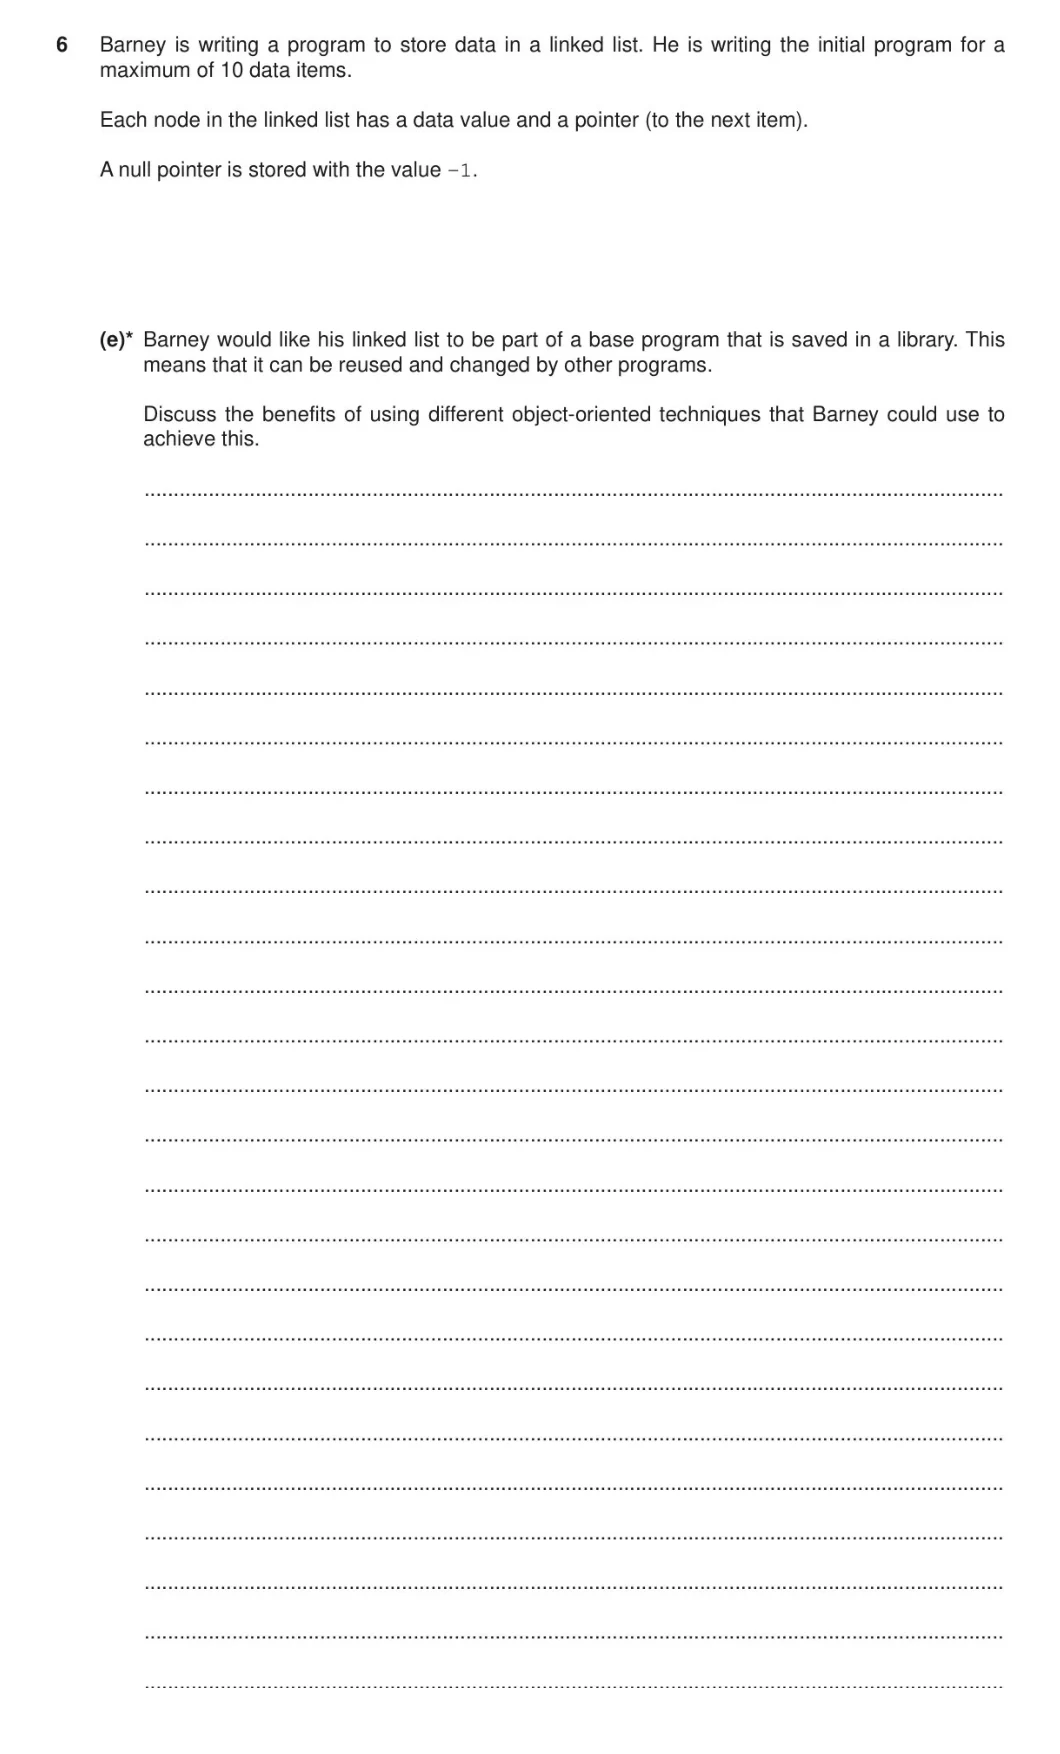 6 Barney is writing a program to store data in a linked list. He is writing the initial program for a
maximum of 10 data items.
Each node in the linked list has a data value and a pointer (to the next item).
A null pointer is stored with the value –1.
(e)* Barney would like his linked list to be part of a base program that is saved in a library. This
means that it can be reused and changed by other programs.
Discuss the benefits of using different object-oriented techniques that Barney could use to
achieve this.